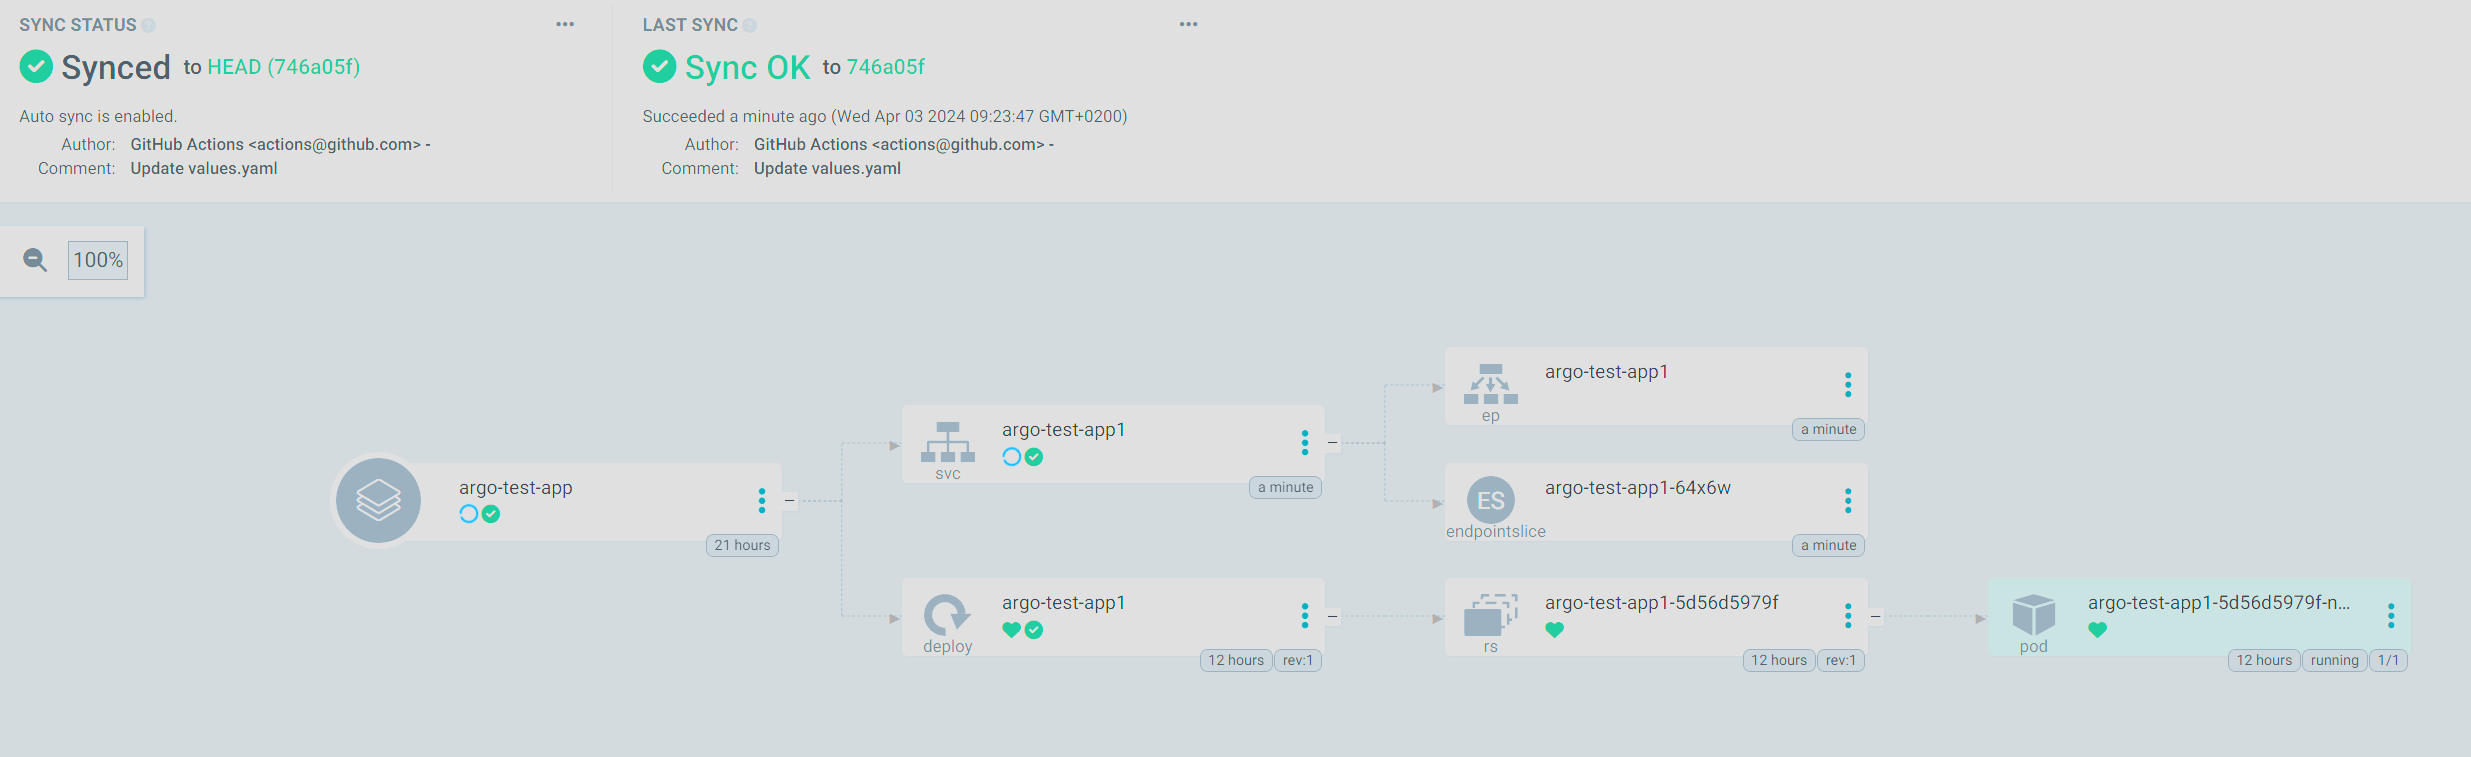 SYNC STATUS ?
Synced to HEAD (746a05f)
Auto sync is enabled.
Author: GitHub Actions <actions@github.com> -
Comment: Update values.yaml
LAST SYNC ?
Sync OK to 746a05f
Succeeded a minute ago (Wed Apr 03 2024 09:23:47 GMT+0200)
Author: GitHub Actions <actions@github.com> -
Comment: Update values.yaml
100%
argo-test-app
21 hours
argo-test-app1
svc
a minute
argo-test-app1
deploy
12 hours rev:1
argo-test-app1
ep
a minute
ES
argo-test-app1-64x6w
endpointslice
a minute
argo-test-app1-5d56d5979f
rs
12 hours rev:1
argo-test-app1-5d56d5979f-n...
pod
12 hours running 1/1